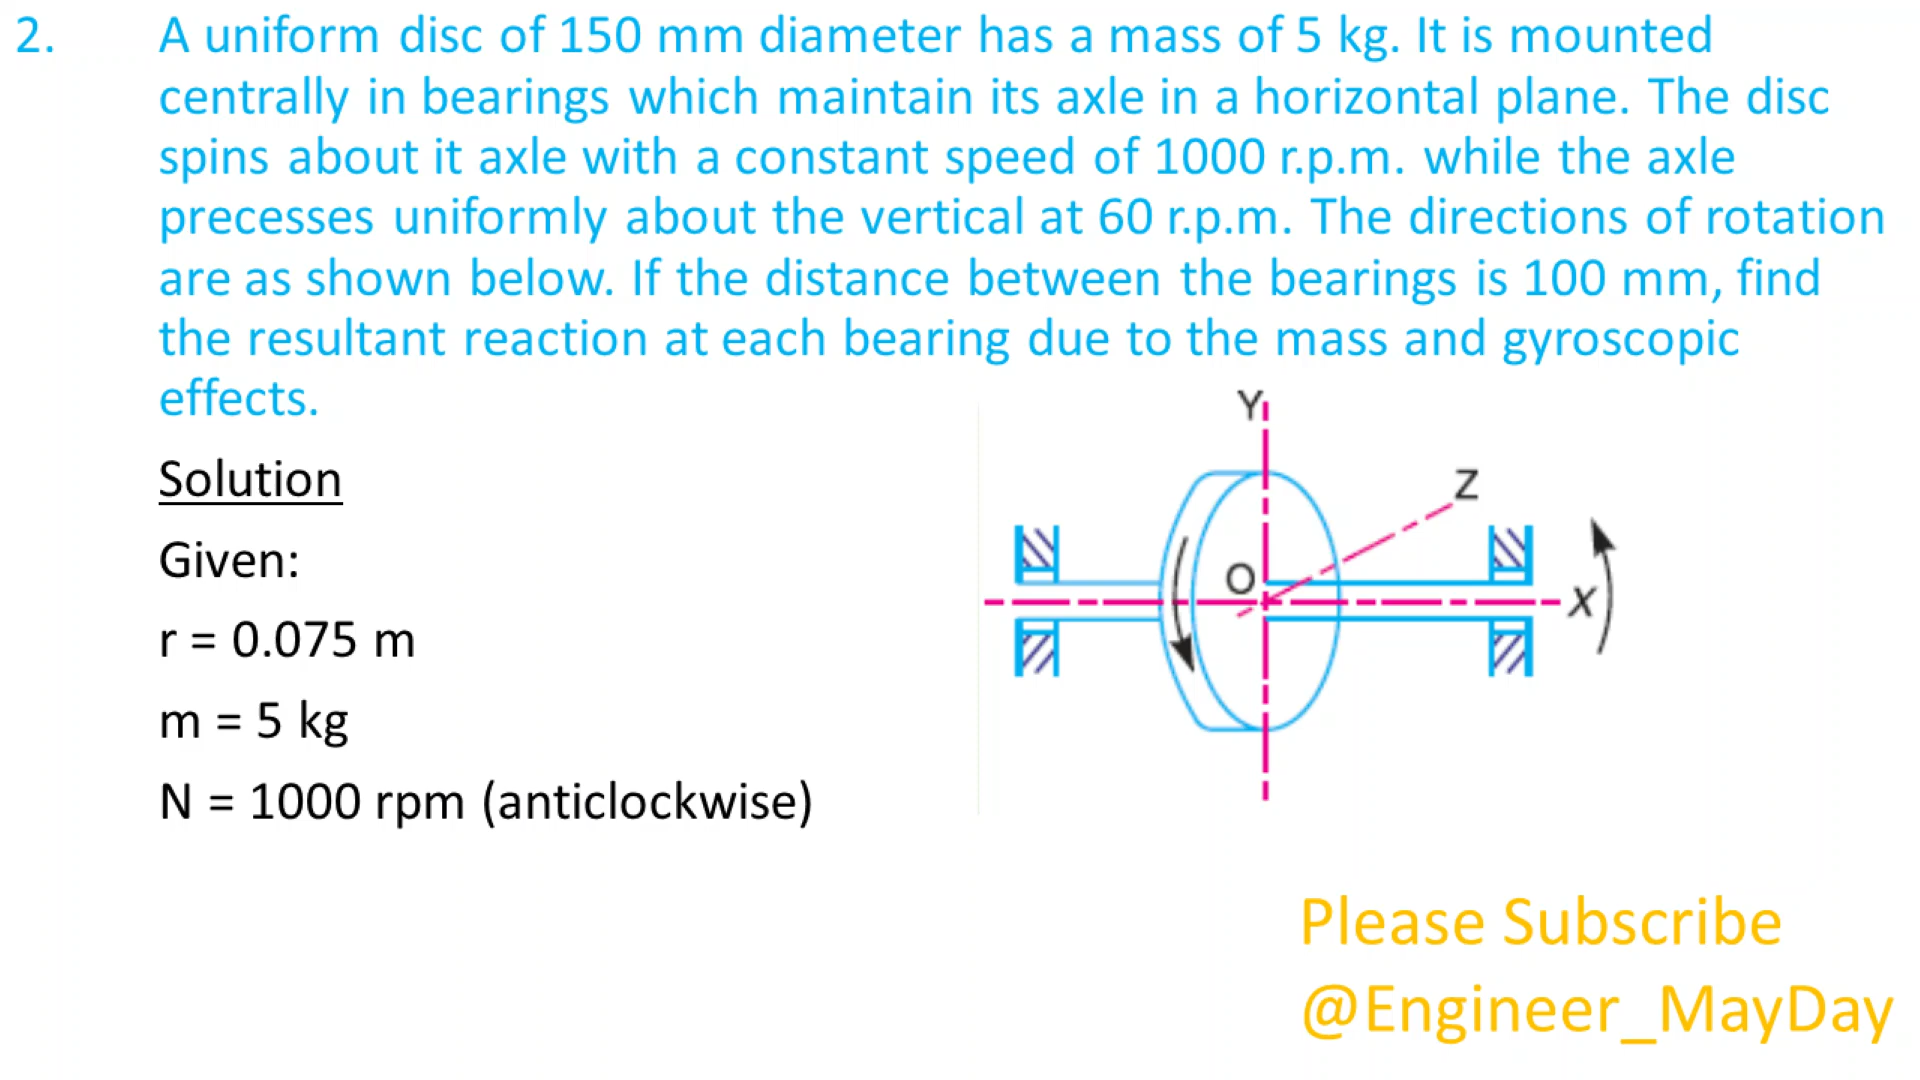 2. A uniform disc of 150 mm diameter has a mass of 5 kg. It is mounted
centrally in bearings which maintain its axle in a horizontal plane. The disc
spins about it axle with a constant speed of 1000 r.p.m. while the axle
precesses uniformly about the vertical at 60 r.p.m. The directions of rotation
are as shown below. If the distance between the bearings is 100 mm, find
the resultant reaction at each bearing due to the mass and gyroscopic
effects.
Solution
Given:
r = 0.075 m
m = 5 kg
N = 1000 rpm (anticlockwise)
Y
Z
O
X
Please Subscribe
@Engineer_MayDay